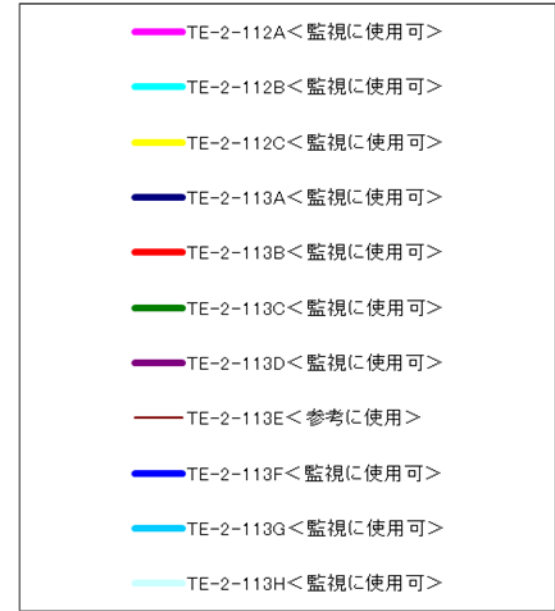 TE-2-112A<監視に使用可>
TE-2-112B<監視に使用可>
TE-2-112C<監視に使用可>
TE-2-113A<監視に使用可>
TE-2-113B<監視に使用可>
TE-2-113C<監視に使用可>
TE-2-113D<監視に使用可>
TE-2-113E<参考に使用>
TE-2-113F<監視に使用可>
TE-2-113G<監視に使用可>
TE-2-113H<監視に使用可>